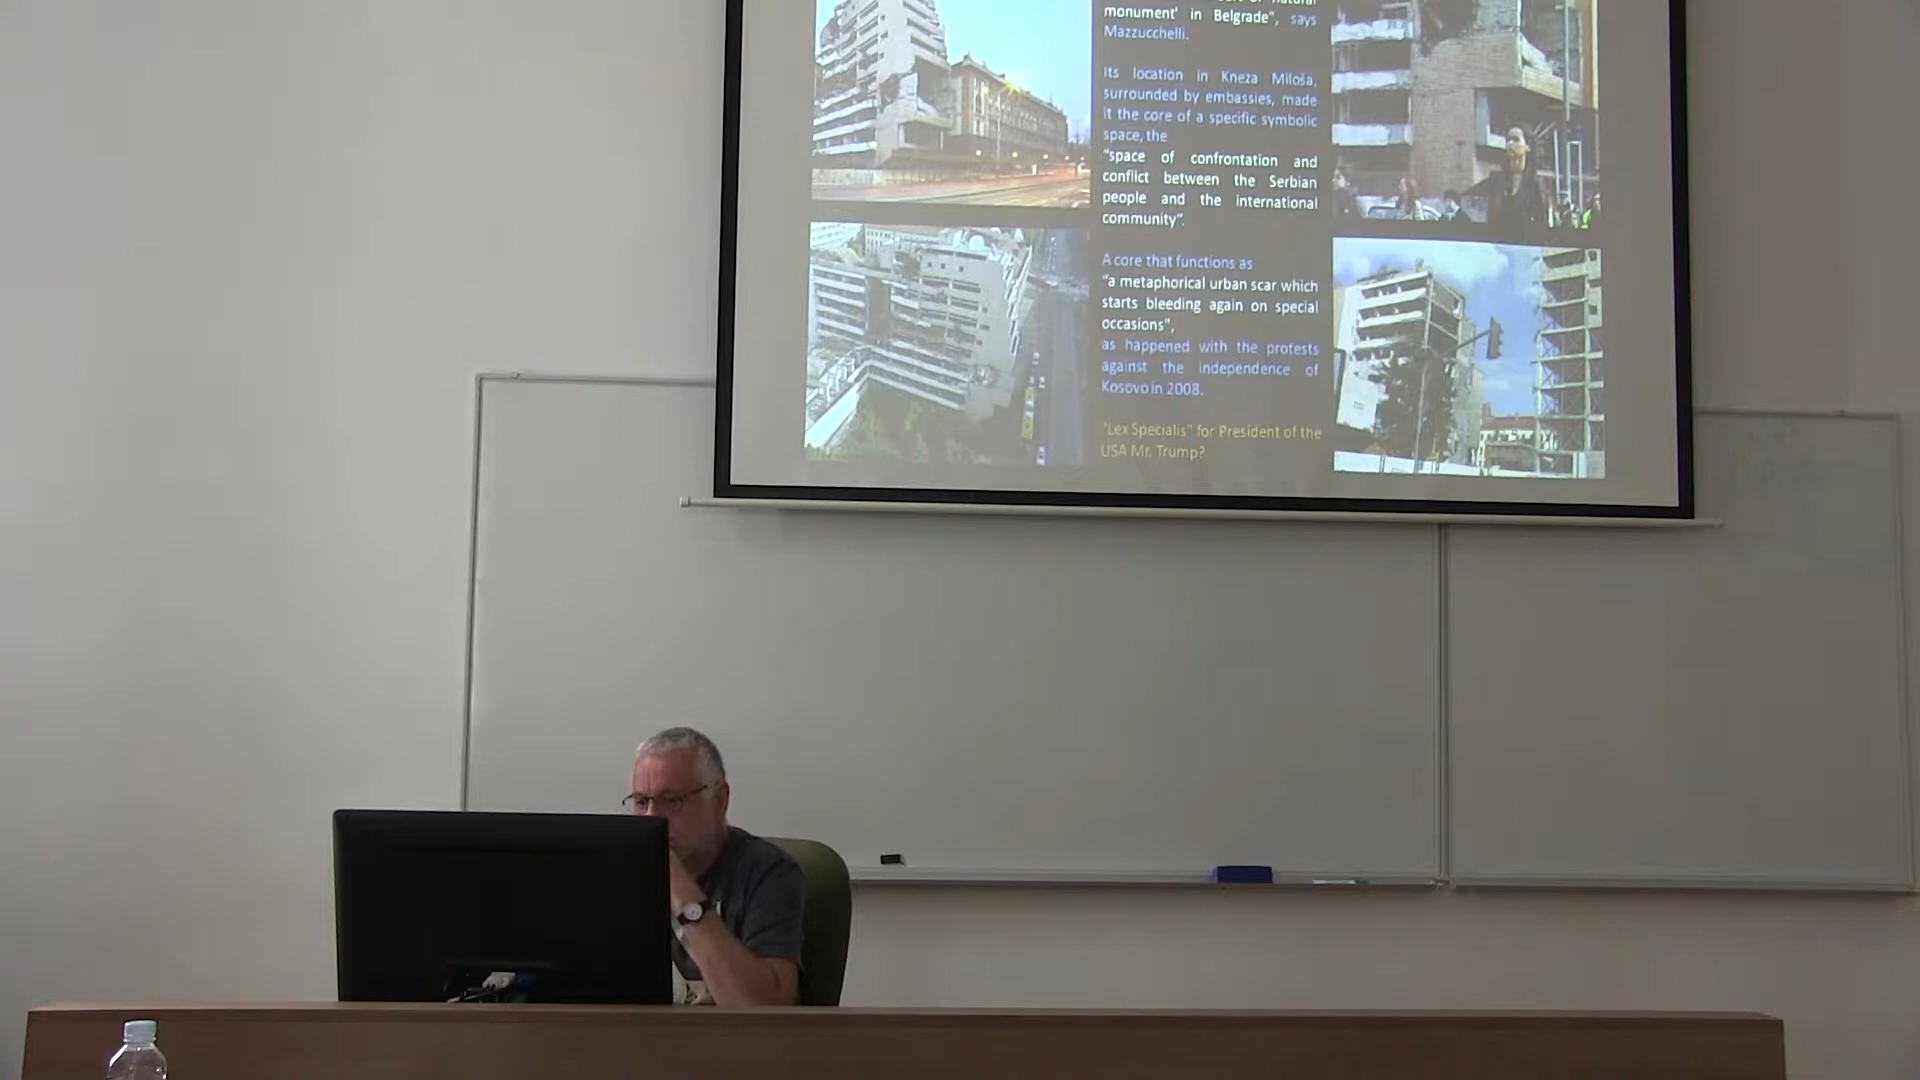 monument' in Belgrade", says
Mazzucchelli.
Its location in Kneza Miloša,
surrounded by embassies, made
it the core of a specific symbolic
space, the
"space of confrontation and
conflict between the Serbian
people and the international
community".
A core that functions as
"a metaphorical urban scar which
starts bleeding again on special
occasions",
as happened with the protests
against the independence of
Kosovo in 2008.
'Lex Specialis" for President of the
USA Mr. Trump?